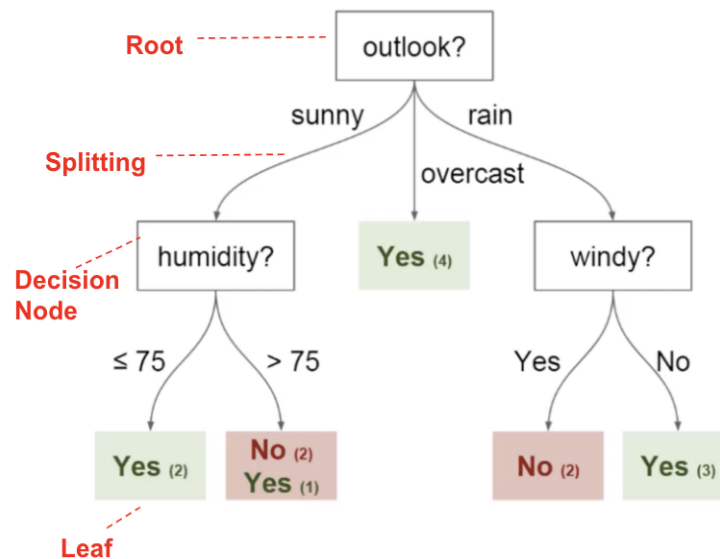 Root
outlook?
sunny
rain
Splitting
overcast
humidity?
Yes (4)
windy?
Decision
Node
≤ 75
> 75
Yes
No
Yes (2)
No (2)
Yes (1)
No (2)
Yes (3)
Leaf